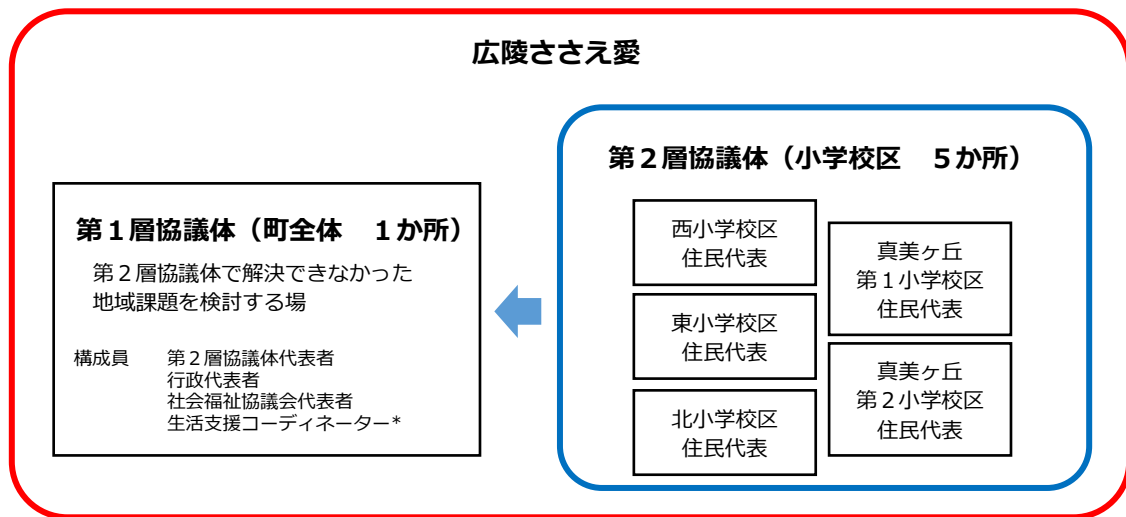 広陵ささえ愛
第１層協議体（町全体　１か所）
第２層協議体で解決できなかった
地域課題を検討する場
構成員　第２層協議体代表者
行政代表者
社会福祉協議会代表者
生活支援コーディネーター*
第２層協議体（小学校区　５か所）
西小学校区
住民代表
東小学校区
住民代表
北小学校区
住民代表
真美ヶ丘
第１小学校区
住民代表
真美ヶ丘
第２小学校区
住民代表